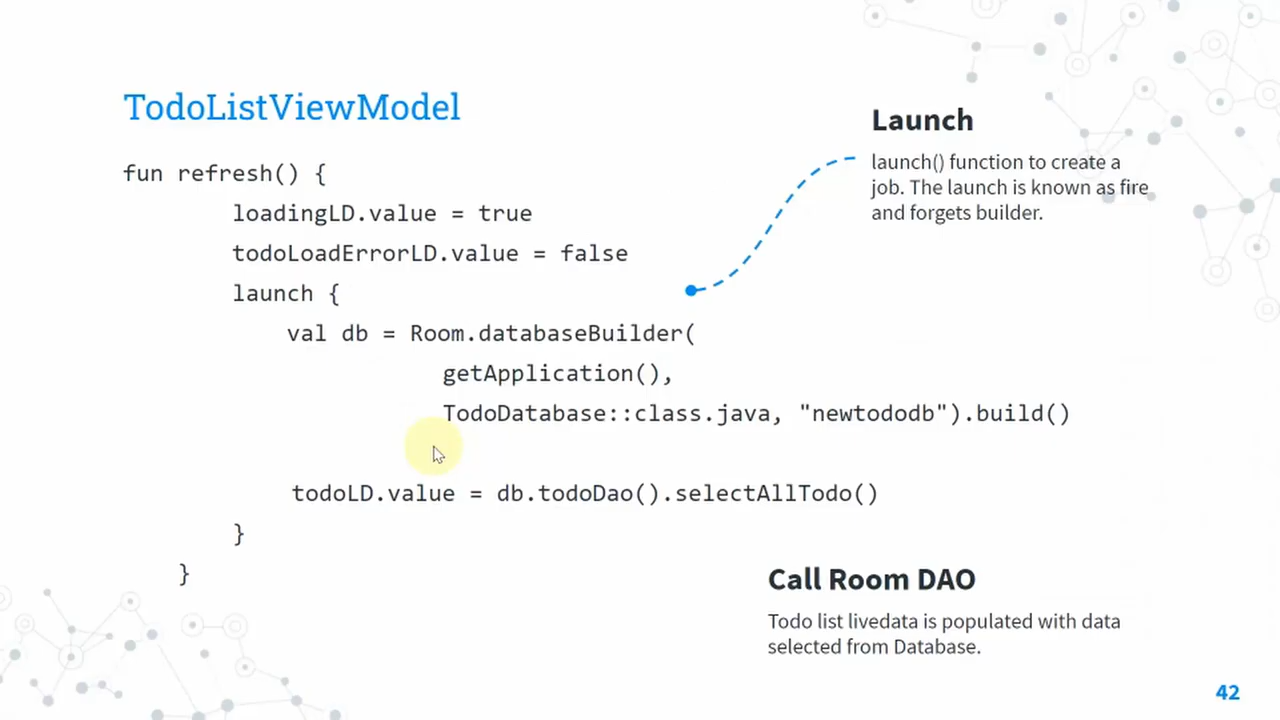 TodoListViewModel
fun refresh() {
loadingLD.value = true
todoLoadErrorLD.value = false
launch {
val db = Room.databaseBuilder(
getApplication(),
TodoDatabase::class.java, "newtododb").build()
todoLD.value = db.todoDao().selectAllTodo()
}
}
Launch
launch() function to create a
job. The launch is known as fire
and forgets builder.
Call Room DAO
Todo list livedata is populated with data
selected from Database.
42